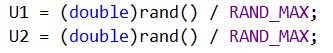 U1 = (double)rand() / RAND_MAX;
U2 = (double)rand() / RAND_MAX;